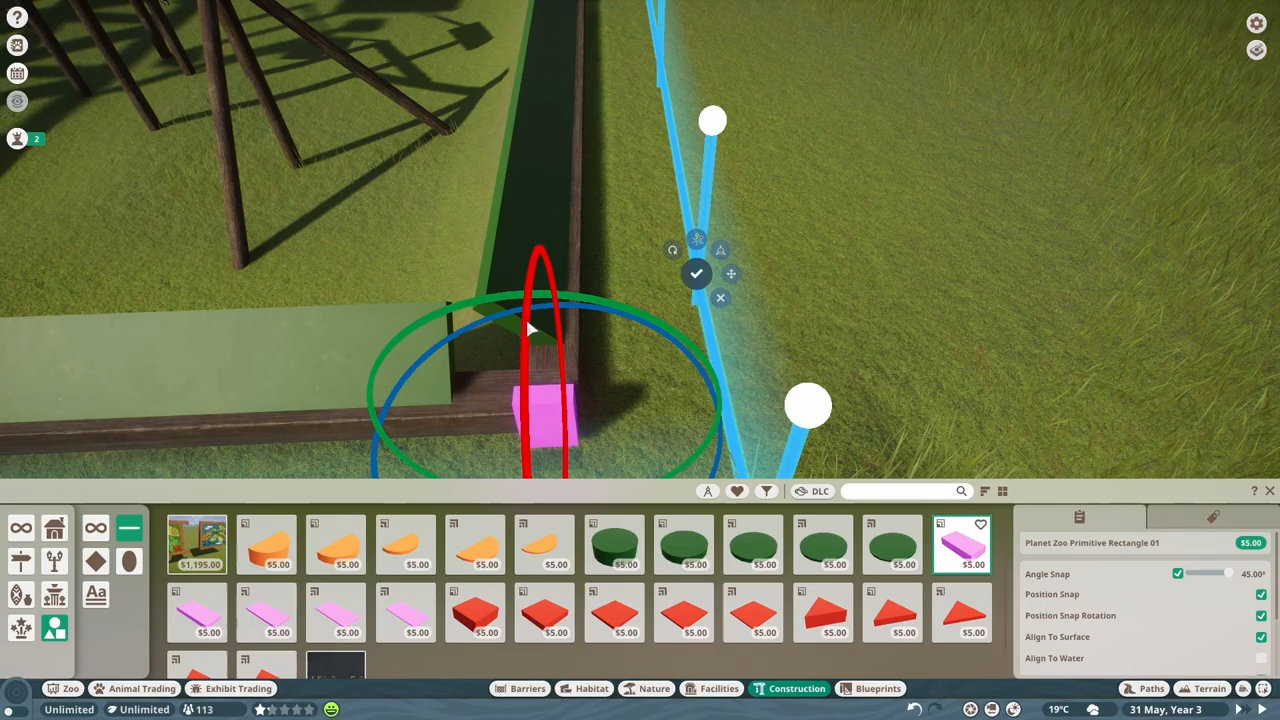 ?
2
DLC
? ×
$1,195.00 $5.00 $5.00 $5.00 $5.00 $5.00 $5.00 $5.00 $5.00 $5.00 $5.00 $5.00
$5.00 $5.00 $5.00 $5.00 $5.00 $5.00 $5.00 $5.00 $5.00 $5.00 $5.00 $5.00
Aa
Planet Zoo Primitive Rectangle 01 $5.00
Angle Snap 45.00°
Position Snap
Position Snap Rotation
Align To Surface
Align To Water
Zoo Animal Trading Exhibit Trading Barriers Habitat Nature Facilities Construction Blueprints Paths Terrain
Unlimited Unlimited 113 19°C 31 May, Year 3